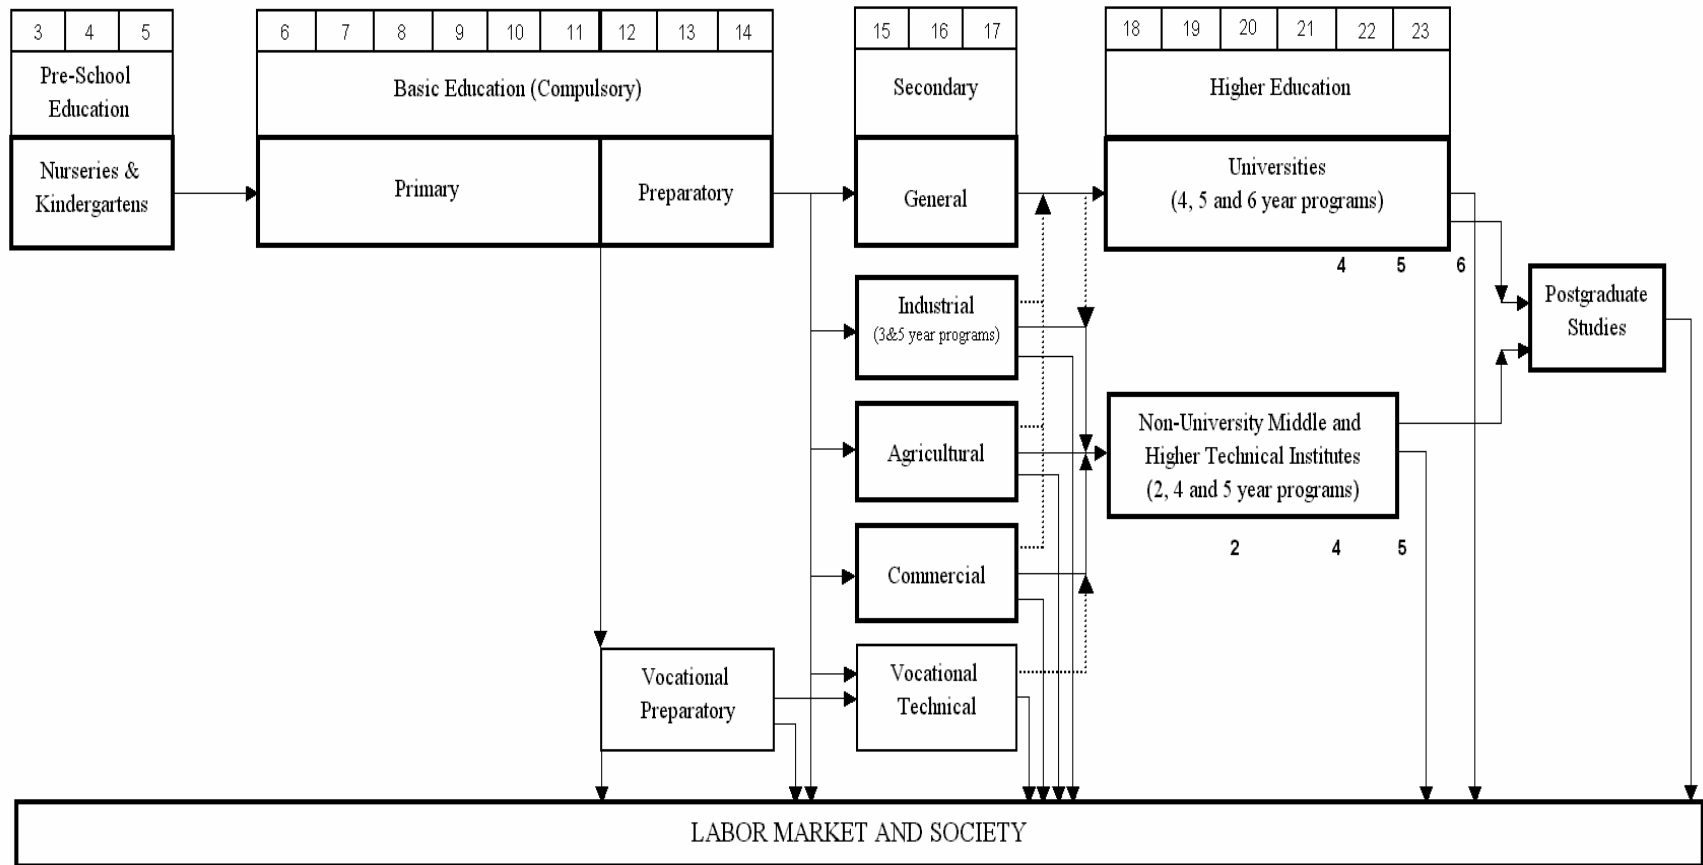 3 4 5
6 7 8 9 10 11 12 13 14
15 16 17
18 19 20 21 22 23
Pre-School
Education
Basic Education (Compulsory)
Secondary
Higher Education
Nurseries &
Kindergartens
Primary
Preparatory
General
Universities
(4, 5 and 6 year programs)
4 5 6
Industrial
(3&5 year programs)
Postgraduate
Studies
Agricultural
Non-University Middle and
Higher Technical Institutes
(2, 4 and 5 year programs)
2 4 5
Commercial
Vocational
Preparatory
Vocational
Technical
LABOR MARKET AND SOCIETY